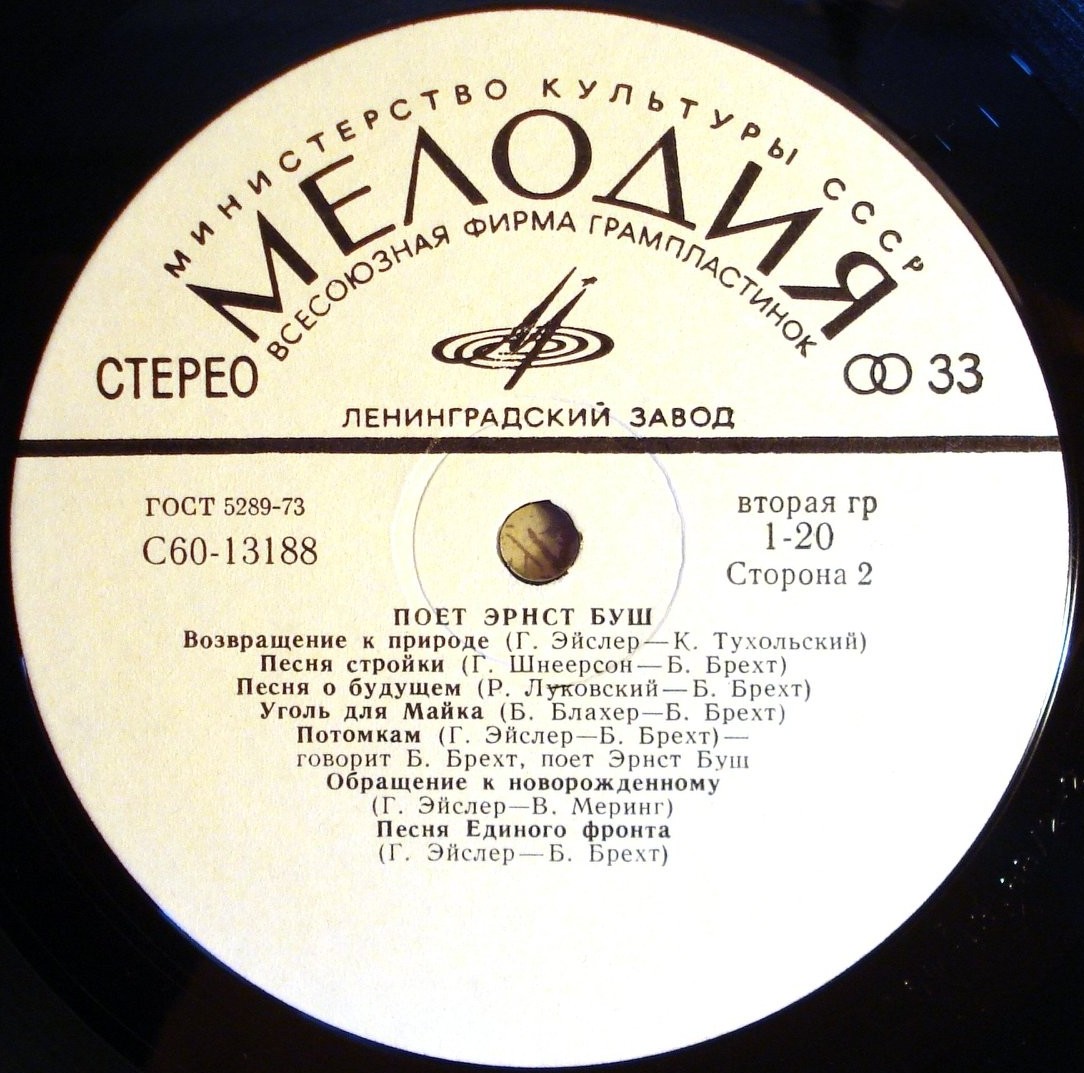 МИНИСТЕРСТВО КУЛЬТУРЫ СССР
МЕЛОДИЯ
ВСЕСОЮЗНАЯ ФИРМА ГРАМПЛАСТИНОК
СТЕРЕО
33
ЛЕНИНГРАДСКИЙ ЗАВОД
ГОСТ 5289-73
С60-13188
вторая гр
1-20
Сторона 2
ПОЕТ ЭРНСТ БУШ
Возвращение к природе (Г. Эйслер—К. Тухольский)
Песня стройки (Г. Шнеерсон—Б. Брехт)
Песня о будущем (Р. Луковский—Б. Брехт)
Уголь для Майка (Б. Блахер—Б. Брехт)
Потомкам (Г. Эйслер—Б. Брехт)—
говорит Б. Брехт, поет Эрнст Буш
Обращение к новорожденному
(Г. Эйслер—В. Меринг)
Песня Единого фронта
(Г. Эйслер—Б. Брехт)